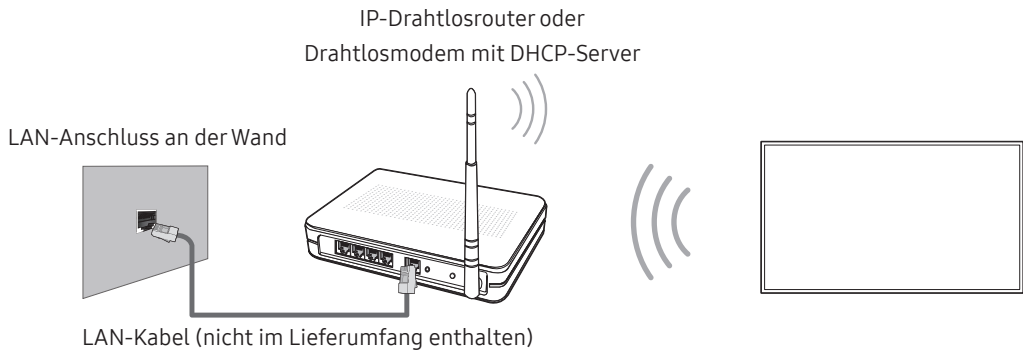 IP-Drahtlosrouter oder
Drahtlosmodem mit DHCP-Server
LAN-Anschluss an der Wand
LAN-Kabel (nicht im Lieferumfang enthalten)